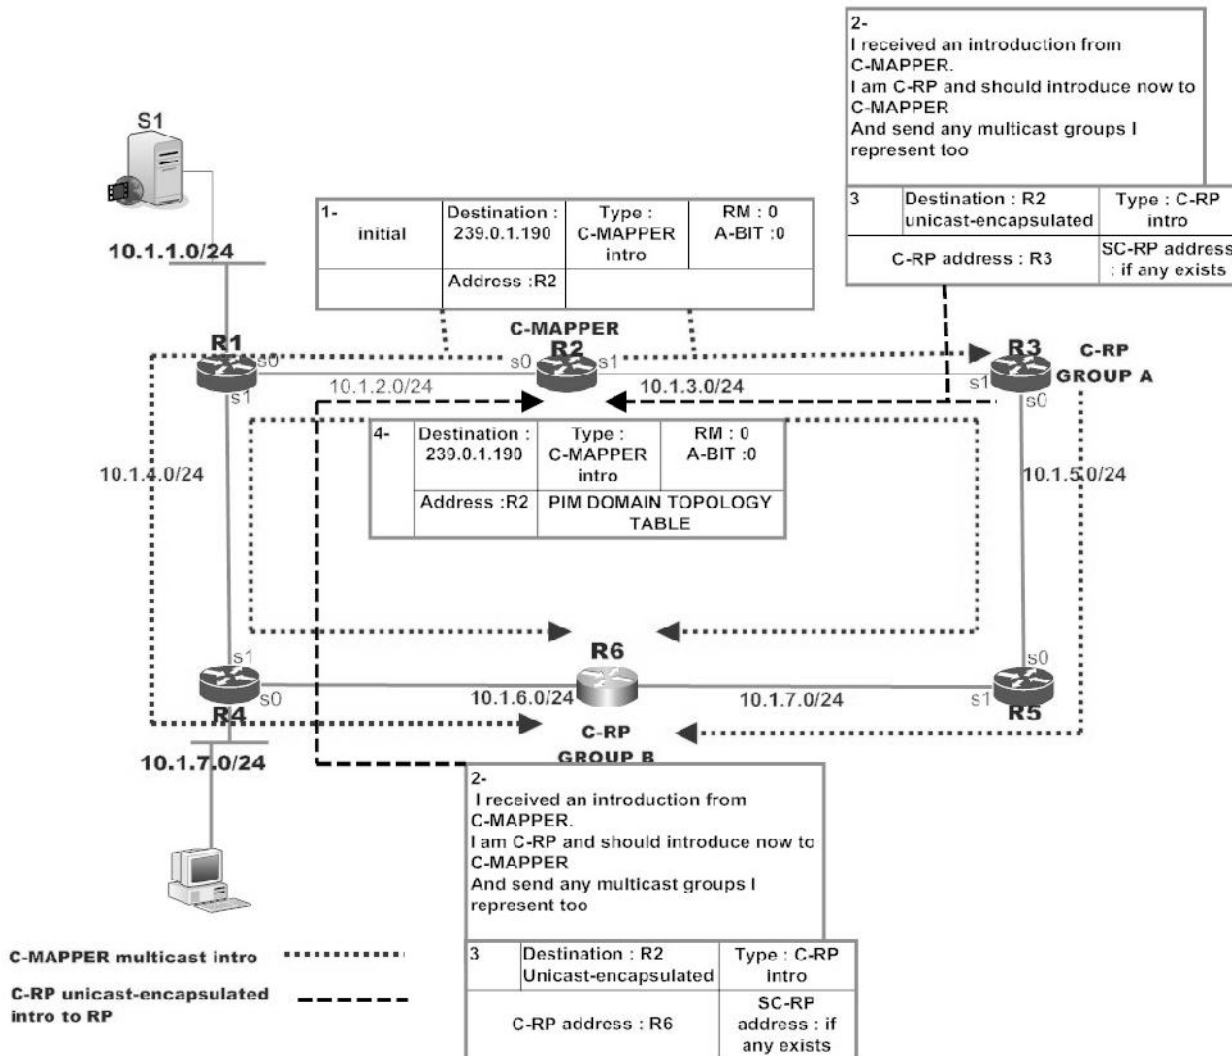 2-
I received an introduction from
C-MAPPER.
I am C-RP and should introduce now to
C-MAPPER
And send any multicast groups I
represent too
3
Destination : R2
unicast-encapsulated
Type : C-RP
intro
C-RP address : R3
SC-RP address
: if any exists
S1
10.1.1.0/24
1-
initial
Destination :
239.0.1.190
Type :
C-MAPPER
intro
RM : 0
A-BIT :0
Address :R2
C-MAPPER
R1
s0
s1
R2
s0
s1
R3
s1
s0
C-RP
GROUP A
10.1.2.0/24
10.1.3.0/24
4-
Destination :
239.0.1.190
Type :
C-MAPPER
intro
RM : 0
A-BIT :0
Address :R2
PIM DOMAIN TOPOLOGY
TABLE
10.1.4.0/24
10.1.5.0/24
s1
R4
s0
R6
s0
s1
R5
10.1.6.0/24
10.1.7.0/24
C-RP
GROUP B
10.1.7.0/24
2-
I received an introduction from
C-MAPPER.
I am C-RP and should introduce now to
C-MAPPER
And send any multicast groups I
represent too
3
Destination : R2
Unicast-encapsulated
Type : C-RP
intro
C-RP address : R6
SC-RP
address : if
any exists
C-MAPPER multicast intro
C-RP unicast-encapsulated
intro to RP